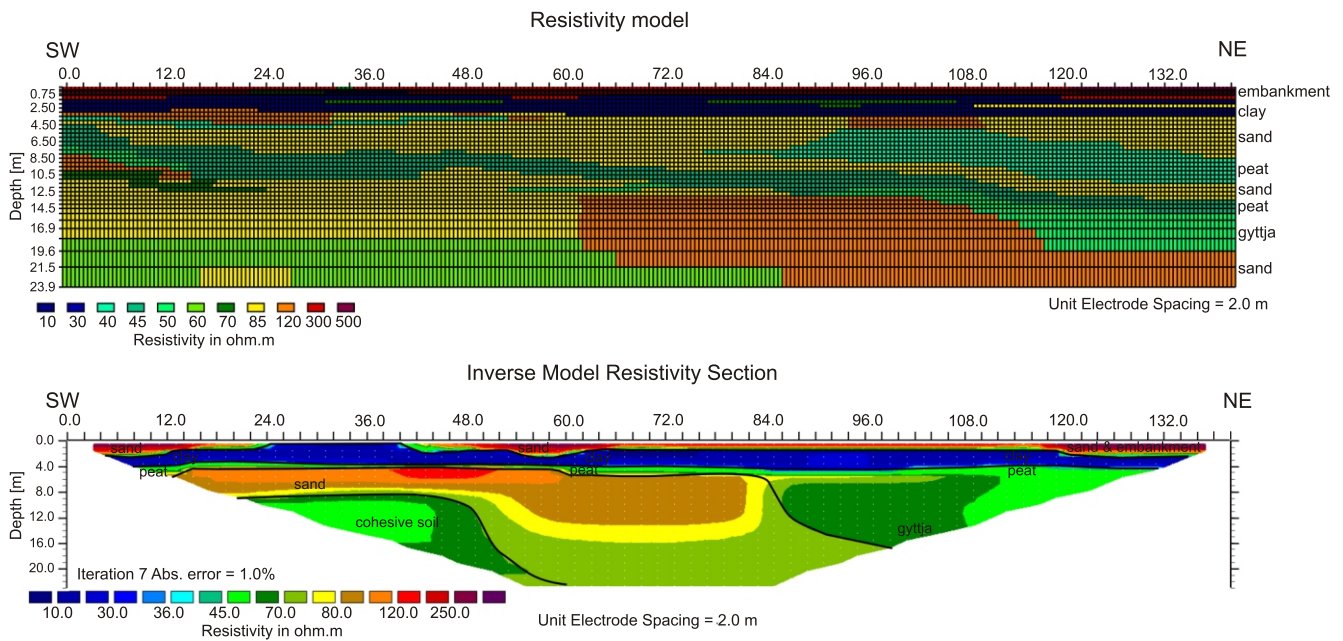 Resistivity model
SW NE
0.0 12.0 24.0 36.0 48.0 60.0 72.0 84.0 96.0 108.0 120.0 132.0
Depth [m]
0.75
2.50
4.50
6.50
8.50
10.5
12.5
14.5
16.9
19.6
21.5
23.9
embankment
clay
sand
peat
sand
peat
gyttja
sand
10 30 40 45 50 60 70 85 120 300 500
Resistivity in ohm.m
Unit Electrode Spacing = 2.0 m
Inverse Model Resistivity Section
SW NE
0.0 12.0 24.0 36.0 48.0 60.0 72.0 84.0 96.0 108.0 120.0 132.0
Depth [m]
0.0
4.0
8.0
12.0
16.0
20.0
sand sand sand & embankment
peat peat peat
sand
cohesive soil gyttja
Iteration 7 Abs. error = 1.0%
10.0 30.0 36.0 45.0 70.0 80.0 120.0 250.0
Resistivity in ohm.m
Unit Electrode Spacing = 2.0 m